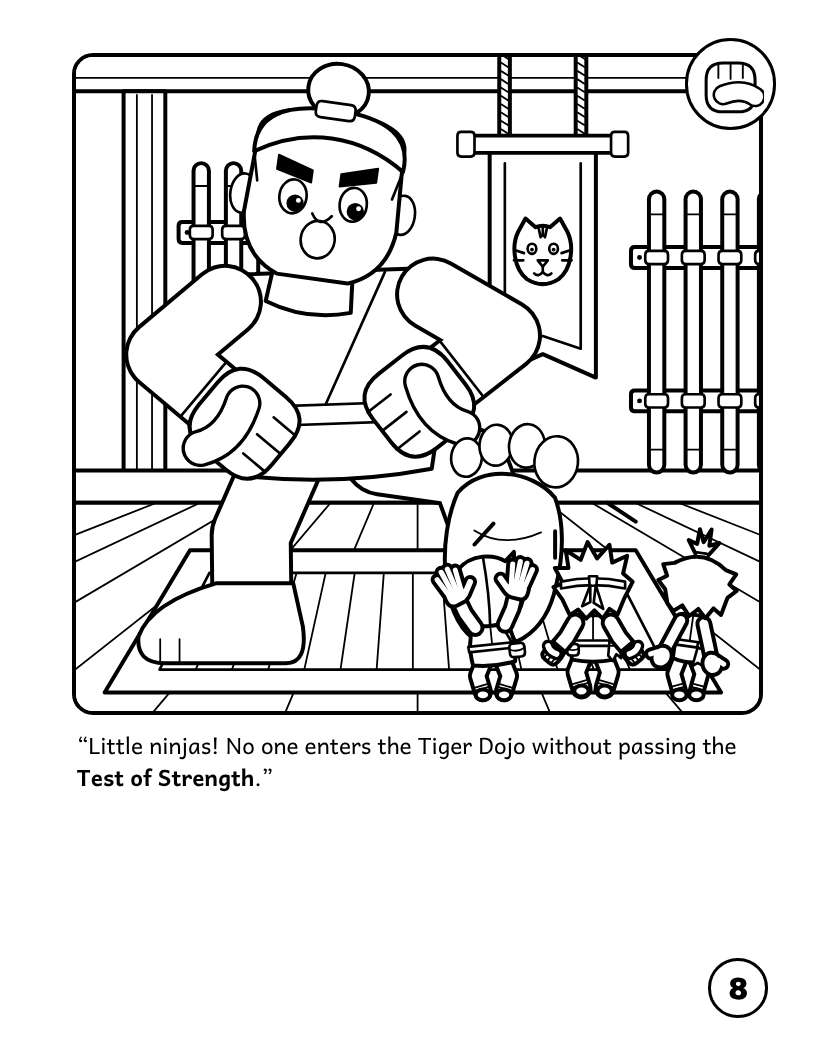 “Little ninjas! No one enters the Tiger Dojo without passing the
Test of Strength.”
8